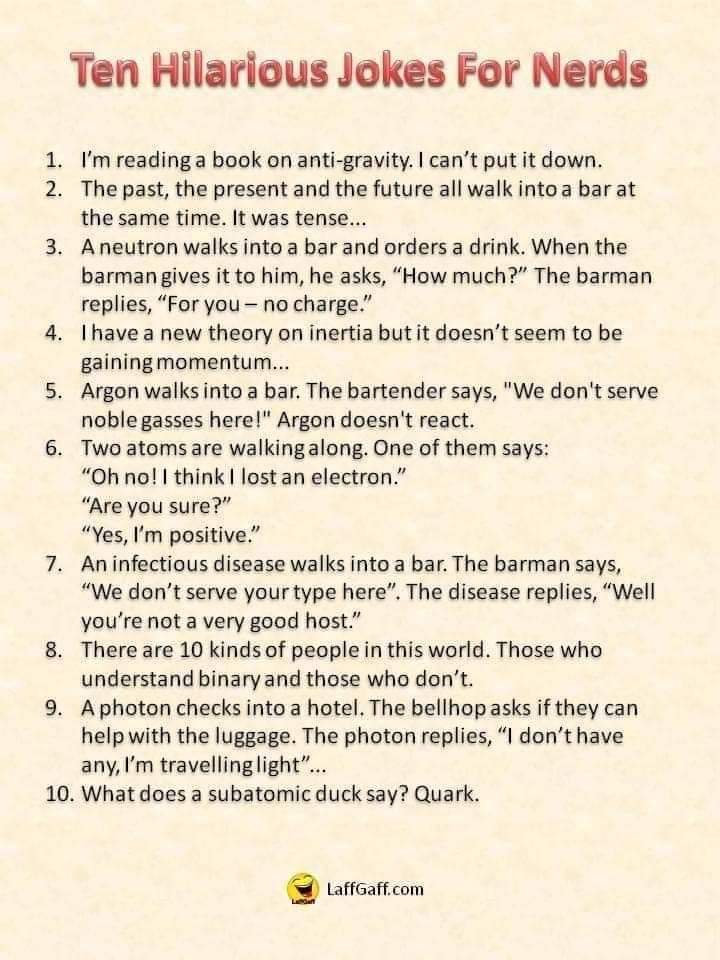 Ten Hilarious Jokes For Nerds
1. I’m reading a book on anti-gravity. I can’t put it down.
2. The past, the present and the future all walk into a bar at
the same time. It was tense...
3. A neutron walks into a bar and orders a drink. When the
barman gives it to him, he asks, “How much?” The barman
replies, “For you – no charge.”
4. I have a new theory on inertia but it doesn’t seem to be
gaining momentum...
5. Argon walks into a bar. The bartender says, "We don't serve
noble gasses here!" Argon doesn't react.
6. Two atoms are walking along. One of them says:
“Oh no! I think I lost an electron.”
“Are you sure?”
“Yes, I’m positive.”
7. An infectious disease walks into a bar. The barman says,
“We don’t serve your type here”. The disease replies, “Well
you’re not a very good host.”
8. There are 10 kinds of people in this world. Those who
understand binary and those who don’t.
9. A photon checks into a hotel. The bellhop asks if they can
help with the luggage. The photon replies, “I don’t have
any, I’m travelling light”...
10. What does a subatomic duck say? Quark.
LaffGaff
LaffGaff.com